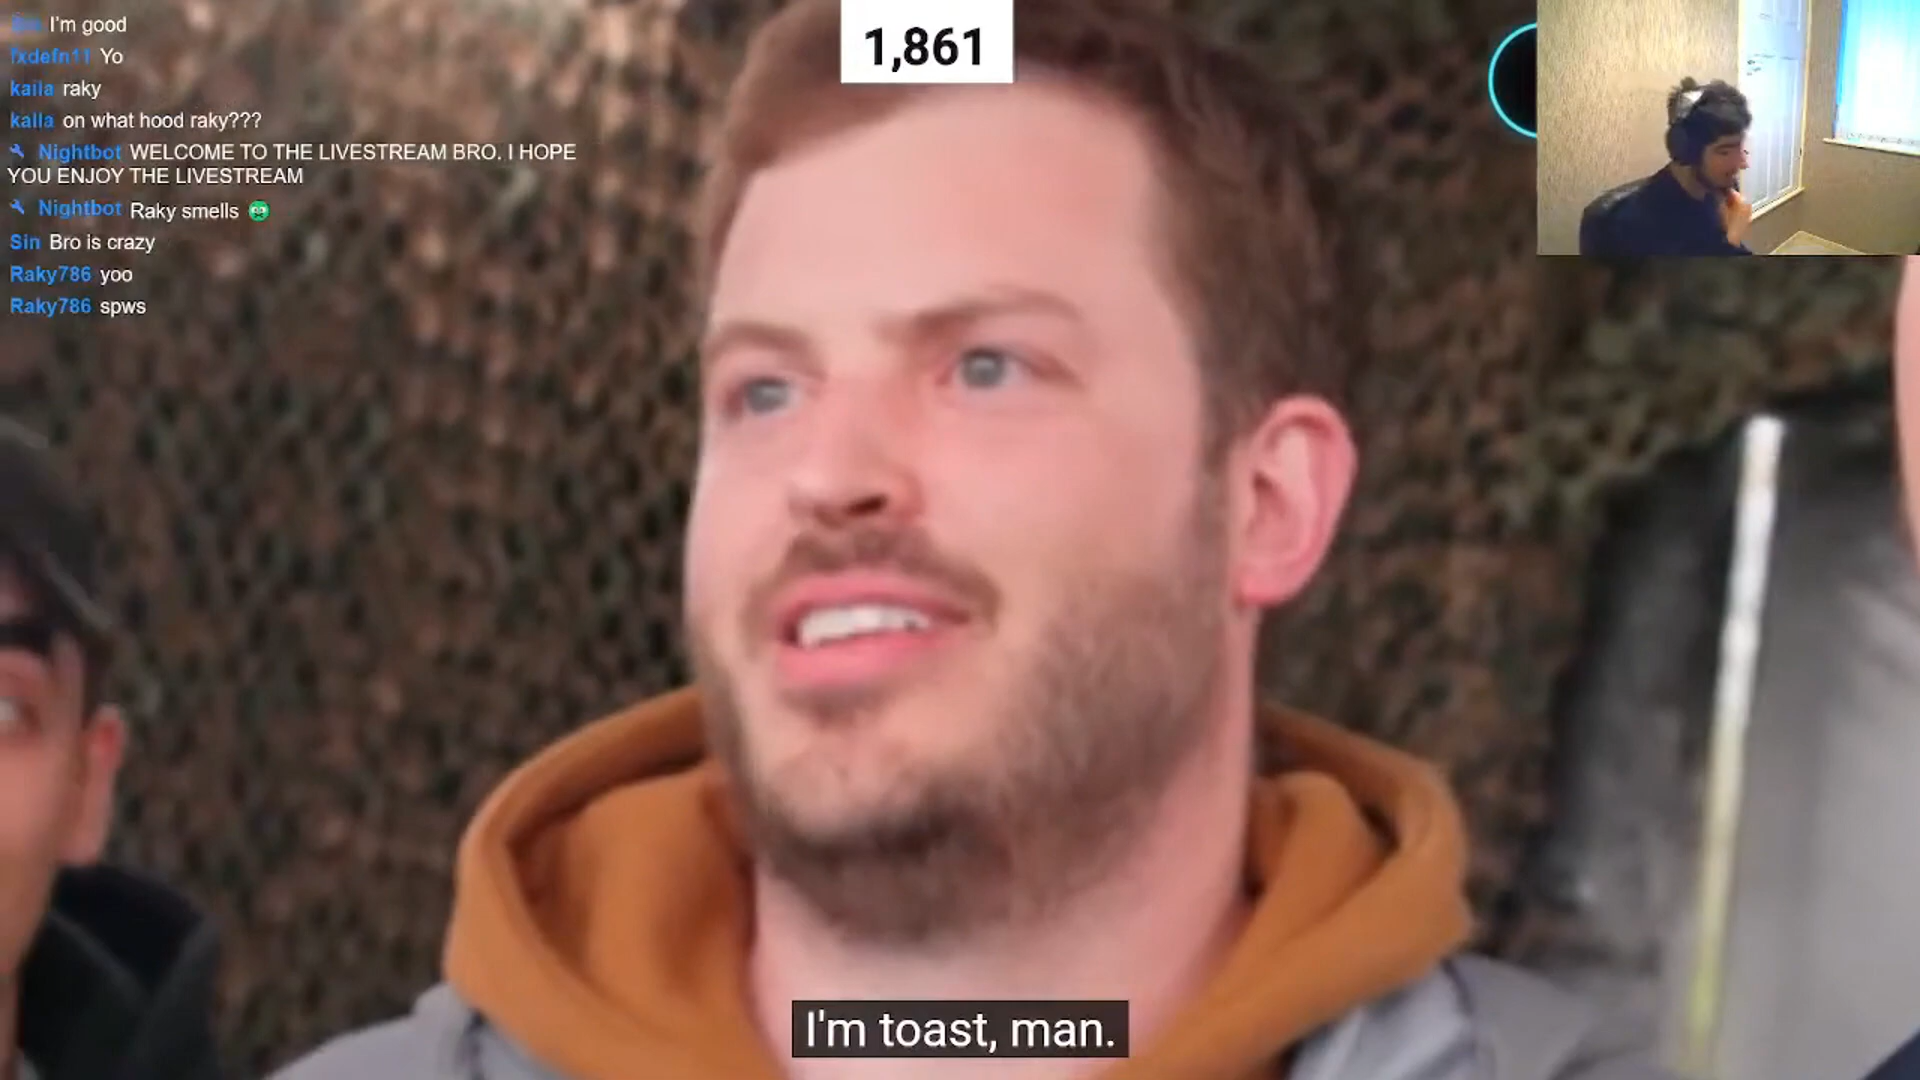 I'm good
fxdefn11 Yo
kaila raky
kaila on what hood raky???
Nightbot WELCOME TO THE LIVESTREAM BRO. I HOPE
YOU ENJOY THE LIVESTREAM
Nightbot Raky smells
Sin Bro is crazy
Raky786 yoo
Raky786 spws
1,861
I'm toast, man.